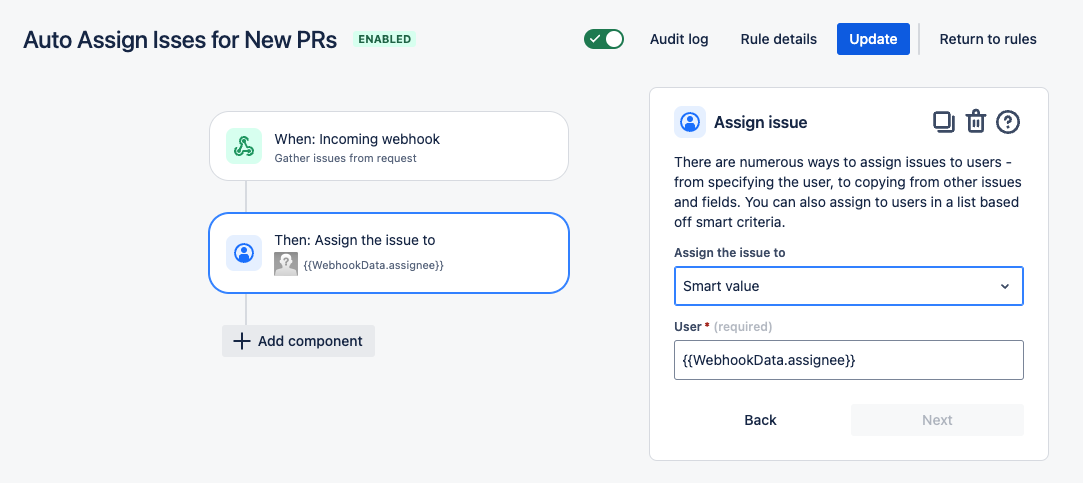 Auto Assign Isses for New PRs
ENABLED
Audit log
Rule details
Update
Return to rules
When: Incoming webhook
Gather issues from request
Then: Assign the issue to
{{WebhookData.assignee}}
Add component
Assign issue
There are numerous ways to assign issues to users -
from specifying the user, to copying from other issues
and fields. You can also assign to users in a list based
off smart criteria.
Assign the issue to
Smart value
User * (required)
{{WebhookData.assignee}}
Back
Next